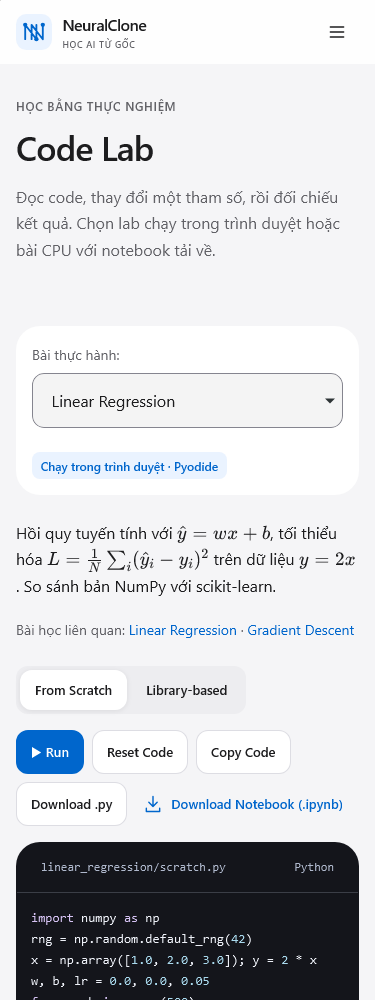 NeuralClone
HỌC AI TỪ GỐC
HỌC BẰNG THỰC NGHIỆM
Code Lab
Đọc code, thay đổi một tham số, rồi đối chiếu
kết quả. Chọn lab chạy trong trình duyệt hoặc
bài CPU với notebook tải về.
Bài thực hành:
Linear Regression
Chạy trong trình duyệt · Pyodide
Hồi quy tuyến tính với ŷ = wx + b, tối thiểu
hóa L = 1/N ∑ᵢ(ŷᵢ − yᵢ)² trên dữ liệu y = 2x
. So sánh bản NumPy với scikit-learn.
Bài học liên quan: Linear Regression · Gradient Descent
From Scratch Library-based
▶ Run Reset Code Copy Code
Download .py Download Notebook (.ipynb)
linear_regression/scratch.py Python
import numpy as np
rng = np.random.default_rng(42)
x = np.array([1.0, 2.0, 3.0]); y = 2 * x
w, b, lr = 0.0, 0.0, 0.05